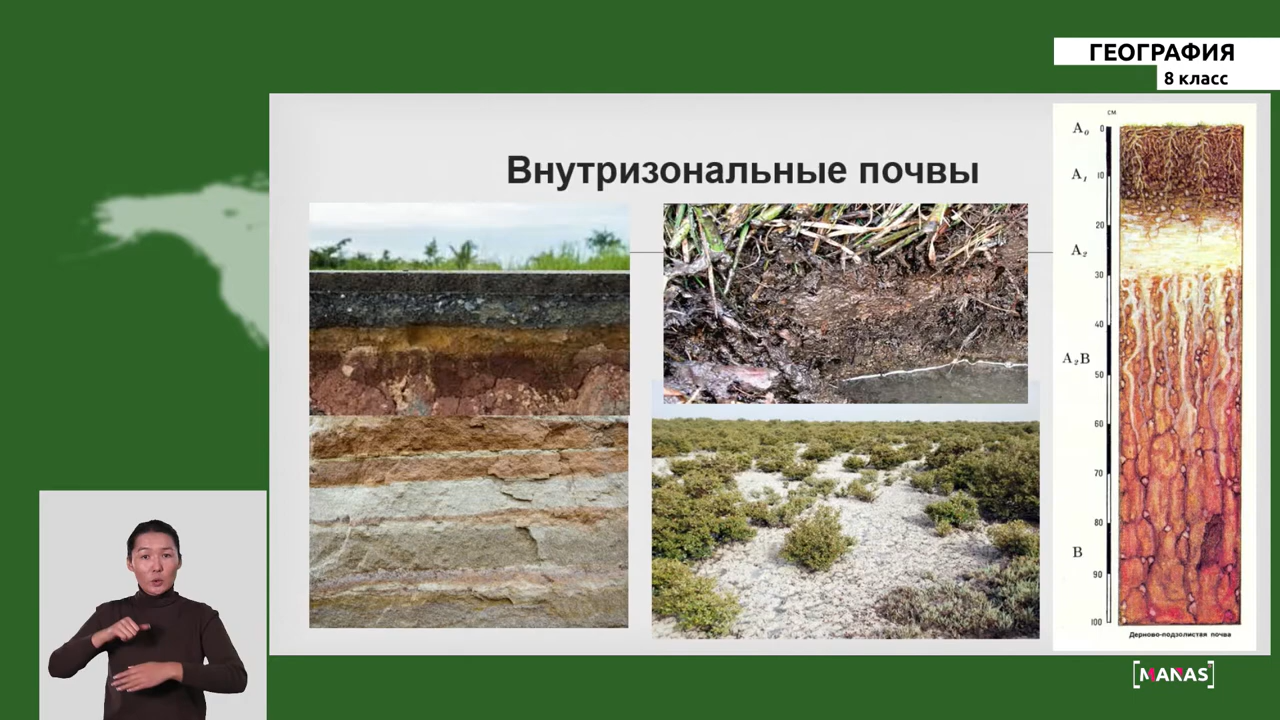 ГЕОГРАФИЯ
8 класс
Внутризональные почвы
см
A₀ 0
A₁ 10
20
A₂
30
40
A₂B
50
60
70
80
B
90
100
Дерново-подзолистая почва
[MANAS]